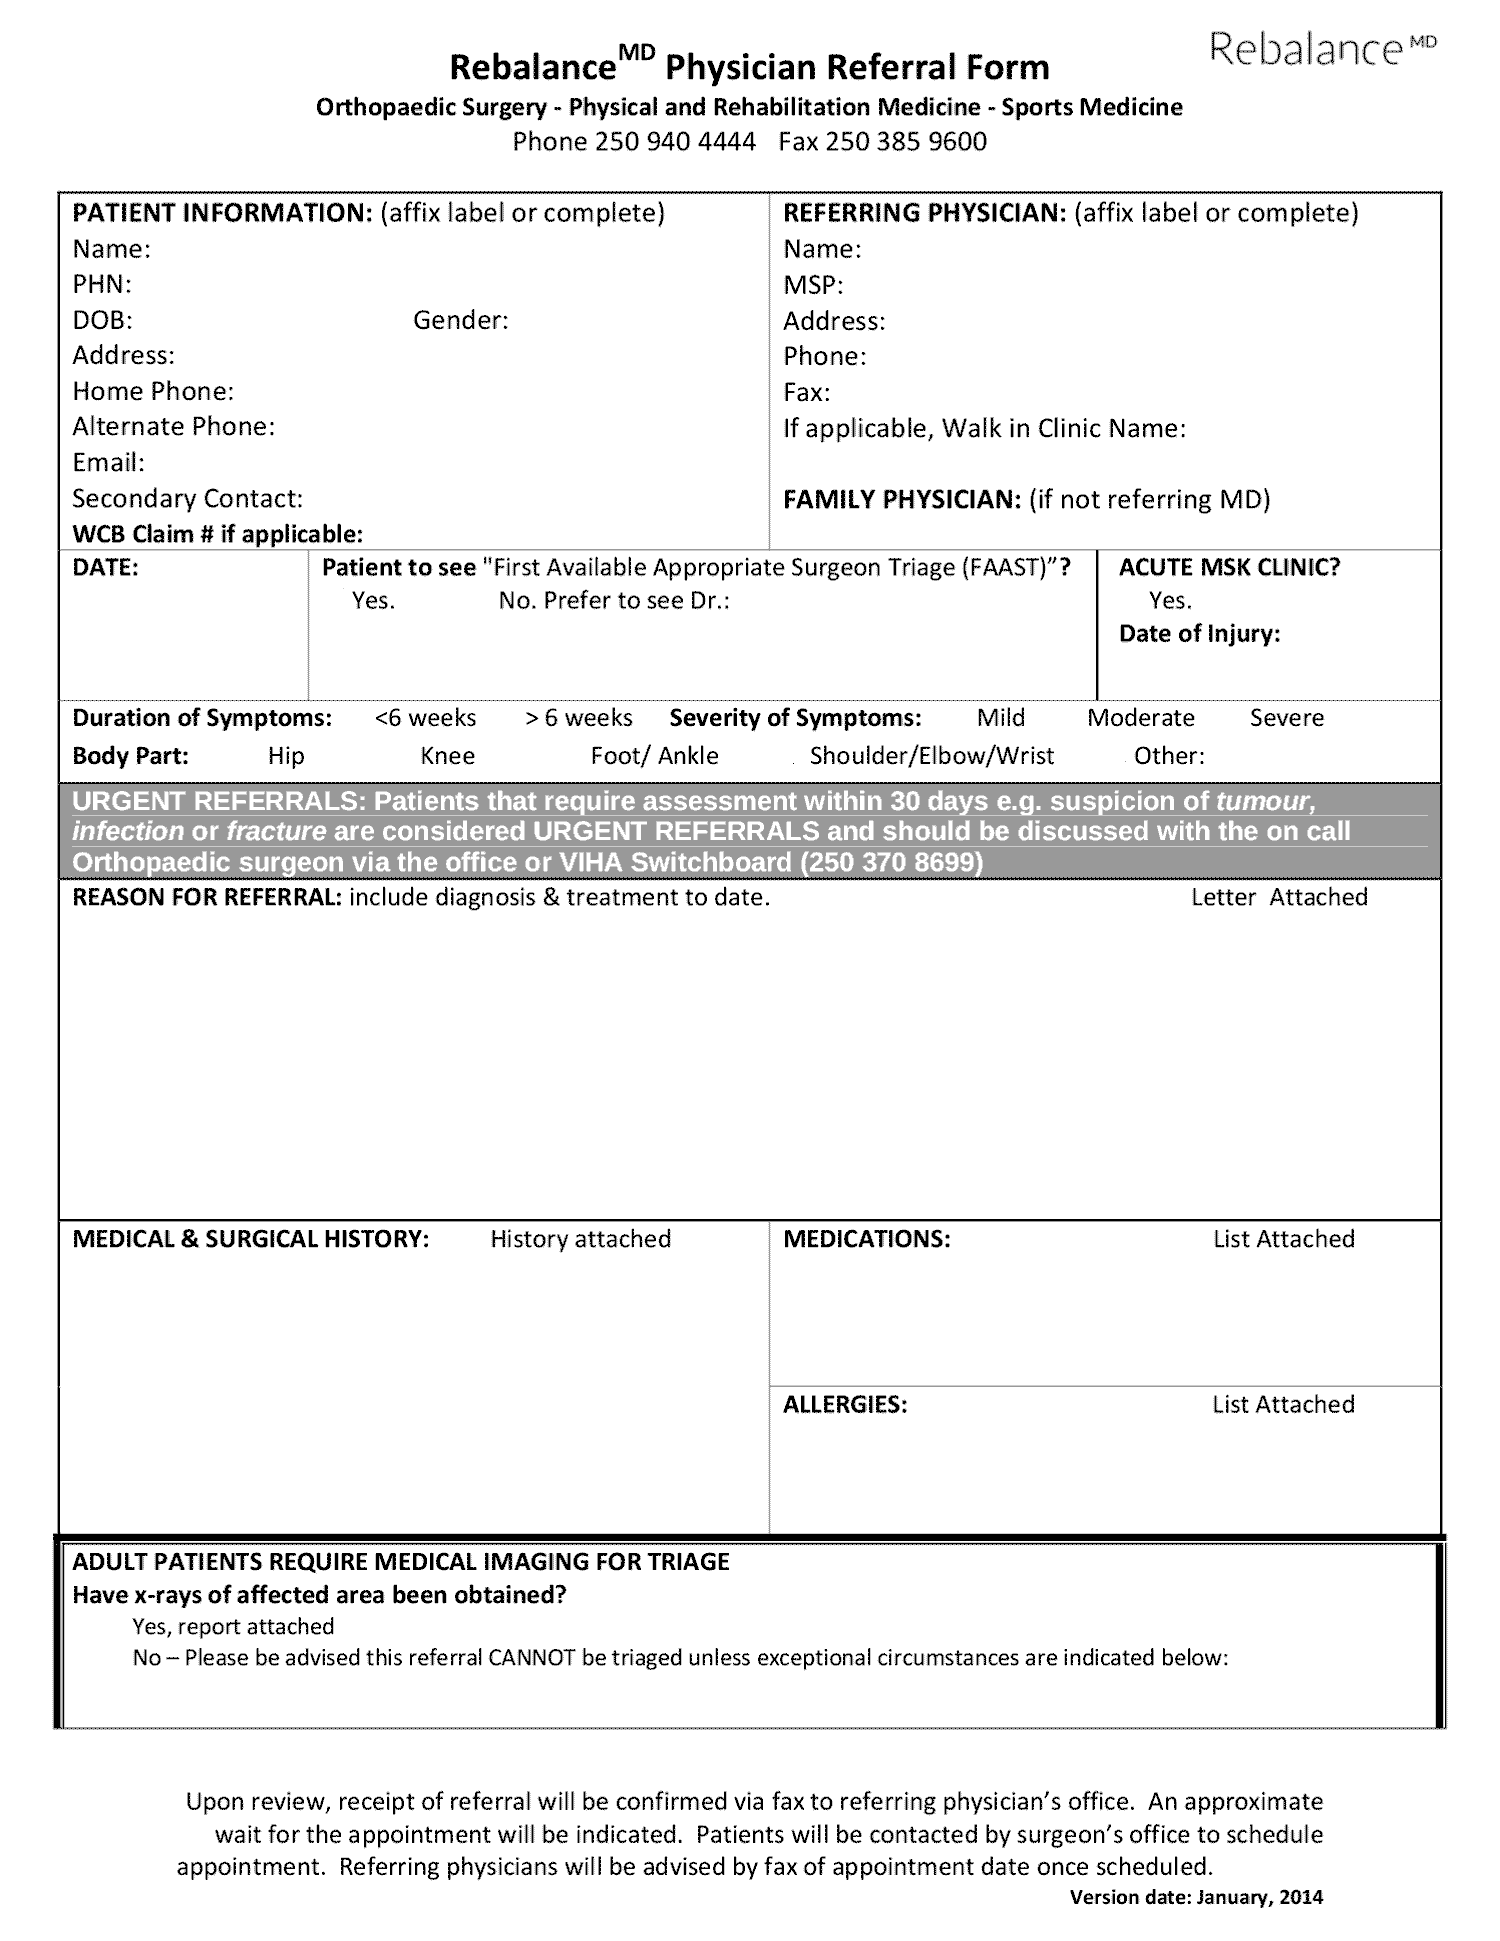 Rebalance MD
Rebalance MD Physician Referral Form
Orthopaedic Surgery - Physical and Rehabilitation Medicine - Sports Medicine
Phone 250 940 4444 Fax 250 385 9600
PATIENT INFORMATION: (affix label or complete)
Name:
PHN:
DOB: Gender:
Address:
Home Phone:
Alternate Phone:
Email:
Secondary Contact:
WCB Claim # if applicable:
REFERRING PHYSICIAN: (affix label or complete)
Name:
MSP:
Address:
Phone:
Fax:
If applicable, Walk in Clinic Name:
FAMILY PHYSICIAN: (if not referring MD)
DATE:
Patient to see "First Available Appropriate Surgeon Triage (FAAST)”?
Yes. No. Prefer to see Dr.:
ACUTE MSK CLINIC?
Yes.
Date of Injury:
Duration of Symptoms: <6 weeks > 6 weeks Severity of Symptoms: Mild Moderate Severe
Body Part: Hip Knee Foot/ Ankle Shoulder/Elbow/Wrist Other:
URGENT REFERRALS: Patients that require assessment within 30 days e.g. suspicion of tumour,
infection or fracture are considered URGENT REFERRALS and should be discussed with the on call
Orthopaedic surgeon via the office or VIHA Switchboard (250 370 8699)
REASON FOR REFERRAL: include diagnosis & treatment to date. Letter Attached
MEDICAL & SURGICAL HISTORY: History attached
MEDICATIONS: List Attached
ALLERGIES: List Attached
ADULT PATIENTS REQUIRE MEDICAL IMAGING FOR TRIAGE
Have x-rays of affected area been obtained?
Yes, report attached
No – Please be advised this referral CANNOT be triaged unless exceptional circumstances are indicated below:
Upon review, receipt of referral will be confirmed via fax to referring physician’s office. An approximate
wait for the appointment will be indicated. Patients will be contacted by surgeon’s office to schedule
appointment. Referring physicians will be advised by fax of appointment date once scheduled.
Version date: January, 2014